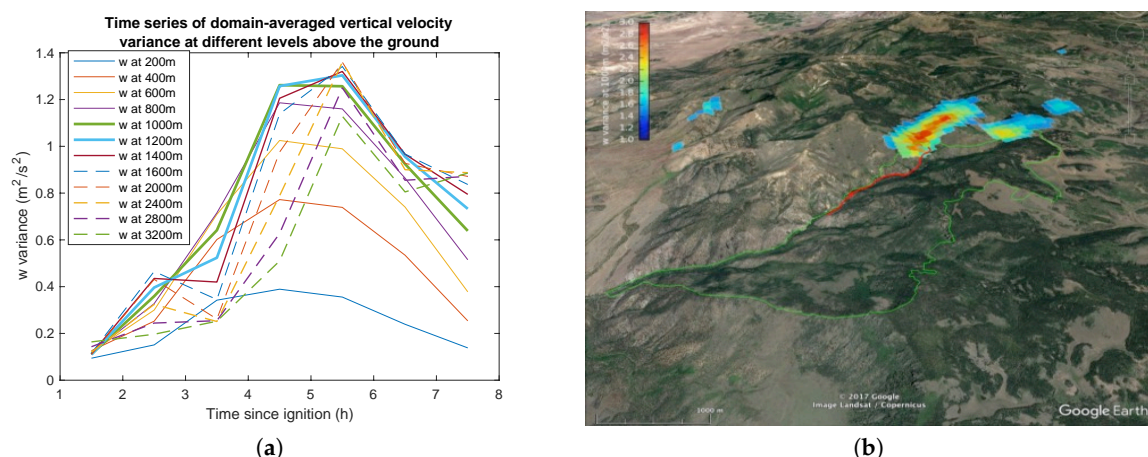 Time series of domain-averaged vertical velocity
variance at different levels above the ground
1.4
1.2
1
0.8
0.6
0.4
0.2
0
w variance (m²/s²)
w at 200m
w at 400m
w at 600m
w at 800m
w at 1000m
w at 1200m
w at 1400m
w at 1600m
w at 2000m
w at 2400m
w at 2800m
w at 3200m
1 2 3 4 5 6 7 8
Time since ignition (h)
(a)
1000 m
© 2017 Google
Image Landsat / Copernicus
Google Earth
(b)